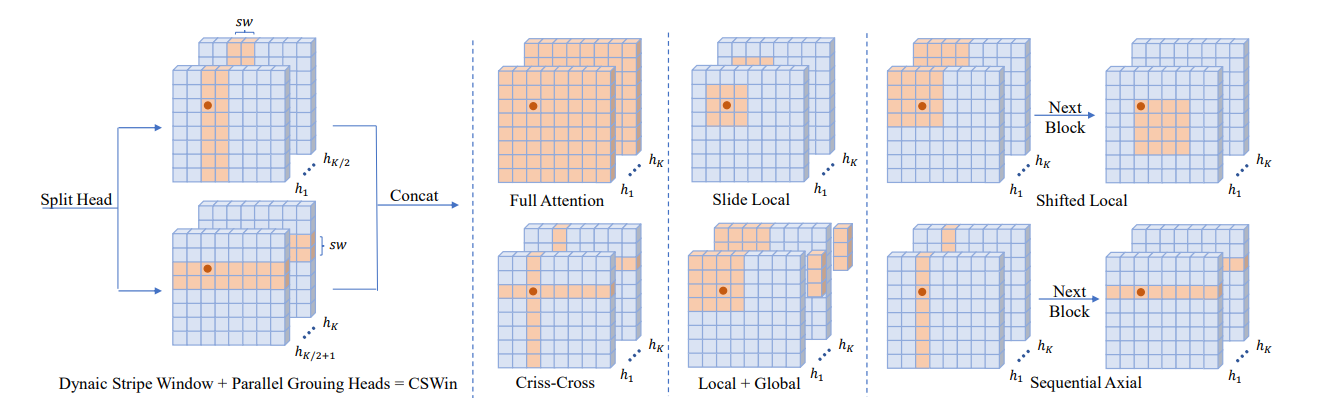 sw
h_{K/2}
h_1
Split Head
Concat
sw
h_K
h_{K/2+1}
Dynaic Stripe Window + Parallel Grouing Heads = CSWin
h_K
h_1
Full Attention
h_K
h_1
Slide Local
h_K
h_1
Next
Block
h_K
h_1
Shifted Local
h_K
h_1
Criss-Cross
h_K
h_1
Local + Global
h_K
h_1
Next
Block
h_K
h_1
Sequential Axial